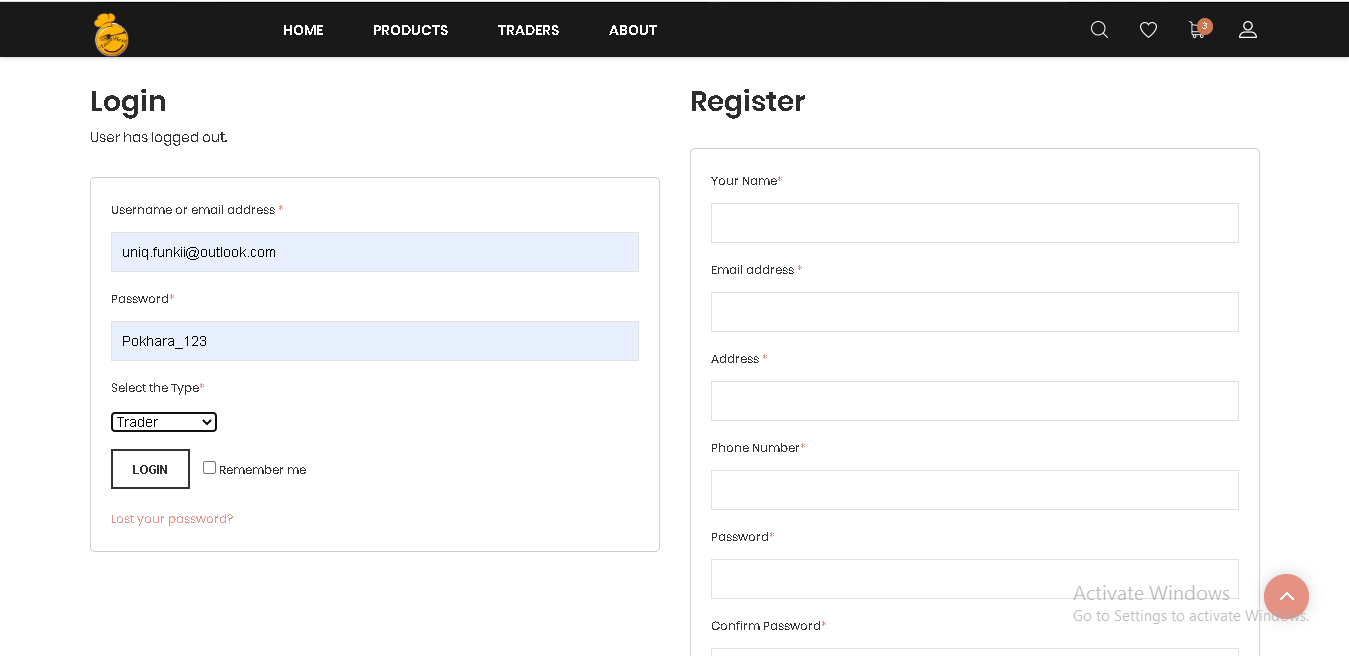 HOME PRODUCTS TRADERS ABOUT
3
Login
User has logged out.
Username or email address *
uniq.funkii@outlook.com
Password*
Pokhara_123
Select the Type*
Trader
LOGIN Remember me
Lost your password?
Register
Your Name*
Email address *
Address *
Phone Number*
Password*
Confirm Password*
Activate Windows
Go to Settings to activate Windows.